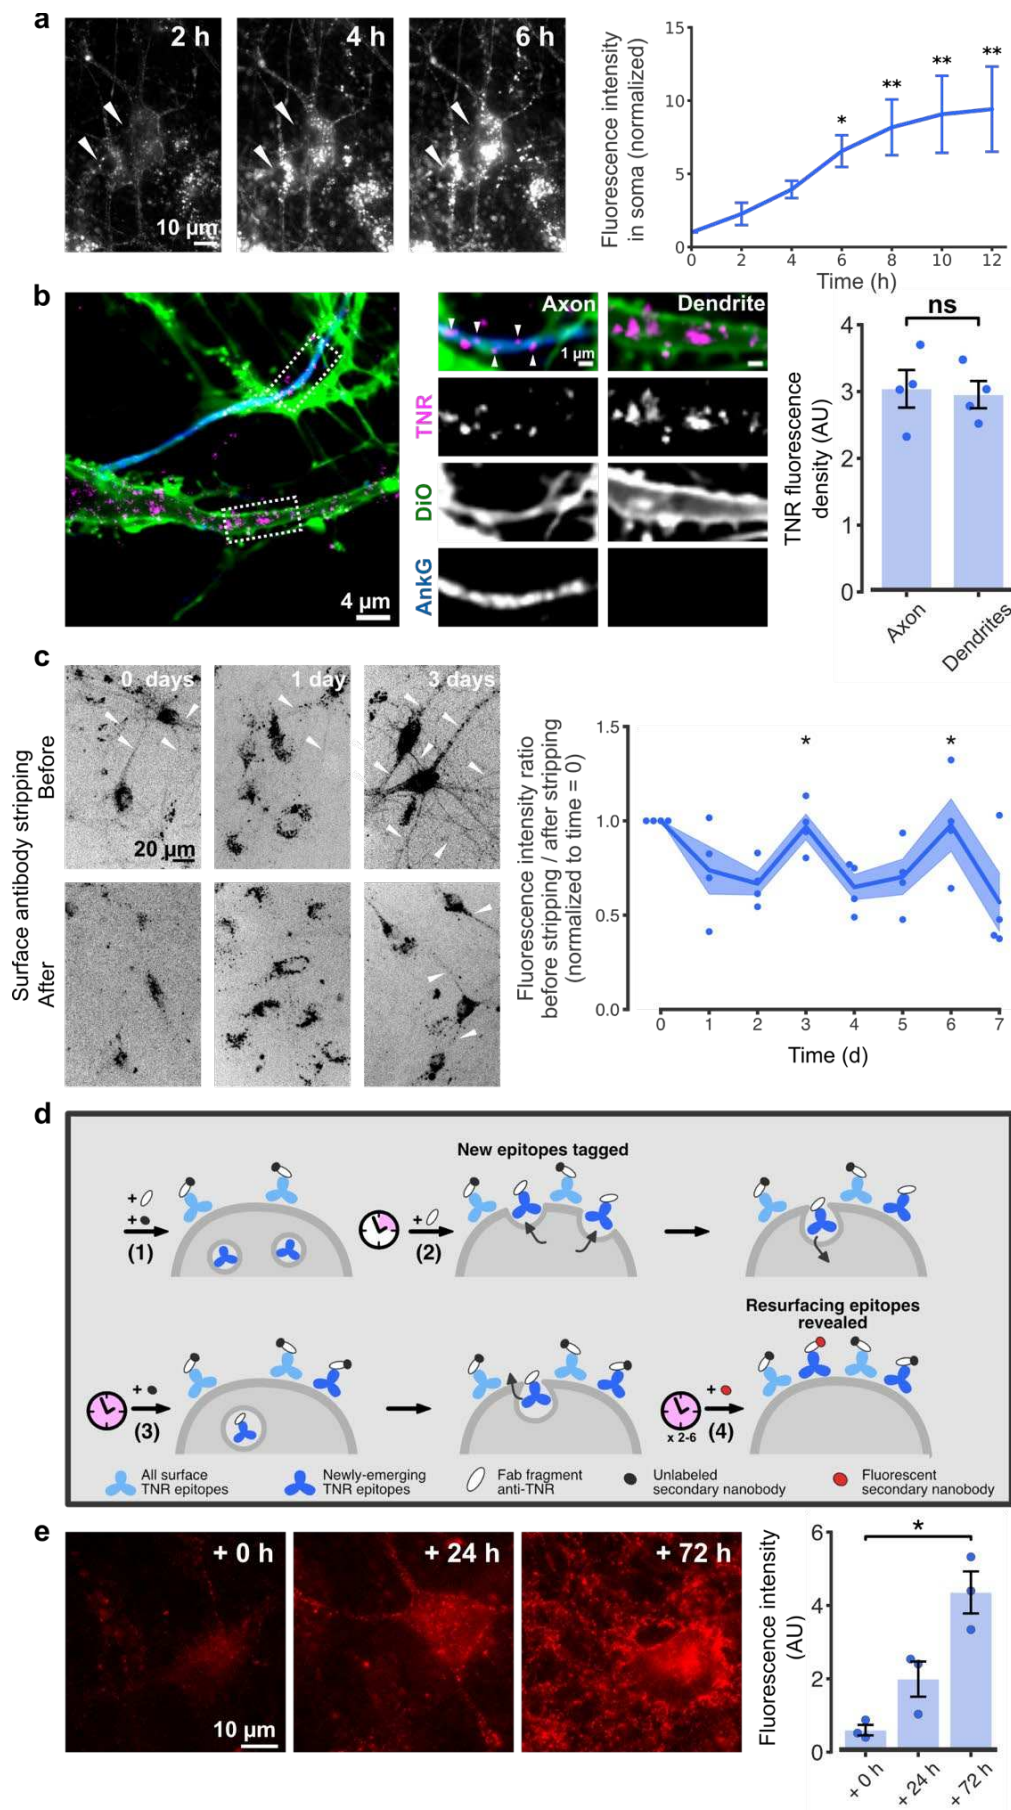 a
2 h
4 h
6 h
10 µm
Fluorescence intensity
in soma (normalized)
15
10
5
0
*
**
**
**
0 2 4 6 8 10 12
Time (h)
b
4 µm
Axon
Dendrite
1 µm
TNR
DiO
AnkG
TNR fluorescence
density (AU)
ns
4
3
2
1
0
Axon
Dendrites
c
Surface antibody stripping
Before
After
0 days
1 day
3 days
20 µm
Fluorescence intensity ratio
before stripping / after stripping
(normalized to time = 0)
1.5
1.0
0.5
0.0
*
*
0 1 2 3 4 5 6 7
Time (d)
d
+
+
(1)
New epitopes tagged
+
(2)
Resurfacing epitopes
revealed
+
(3)
+
x 2-6
(4)
All surface
TNR epitopes
Newly-emerging
TNR epitopes
Fab fragment
anti-TNR
Unlabeled
secondary nanobody
Fluorescent
secondary nanobody
e
+ 0 h
+ 24 h
+ 72 h
10 µm
Fluorescence intensity
(AU)
*
6
4
2
0
+ 0 h
+ 24 h
+ 72 h